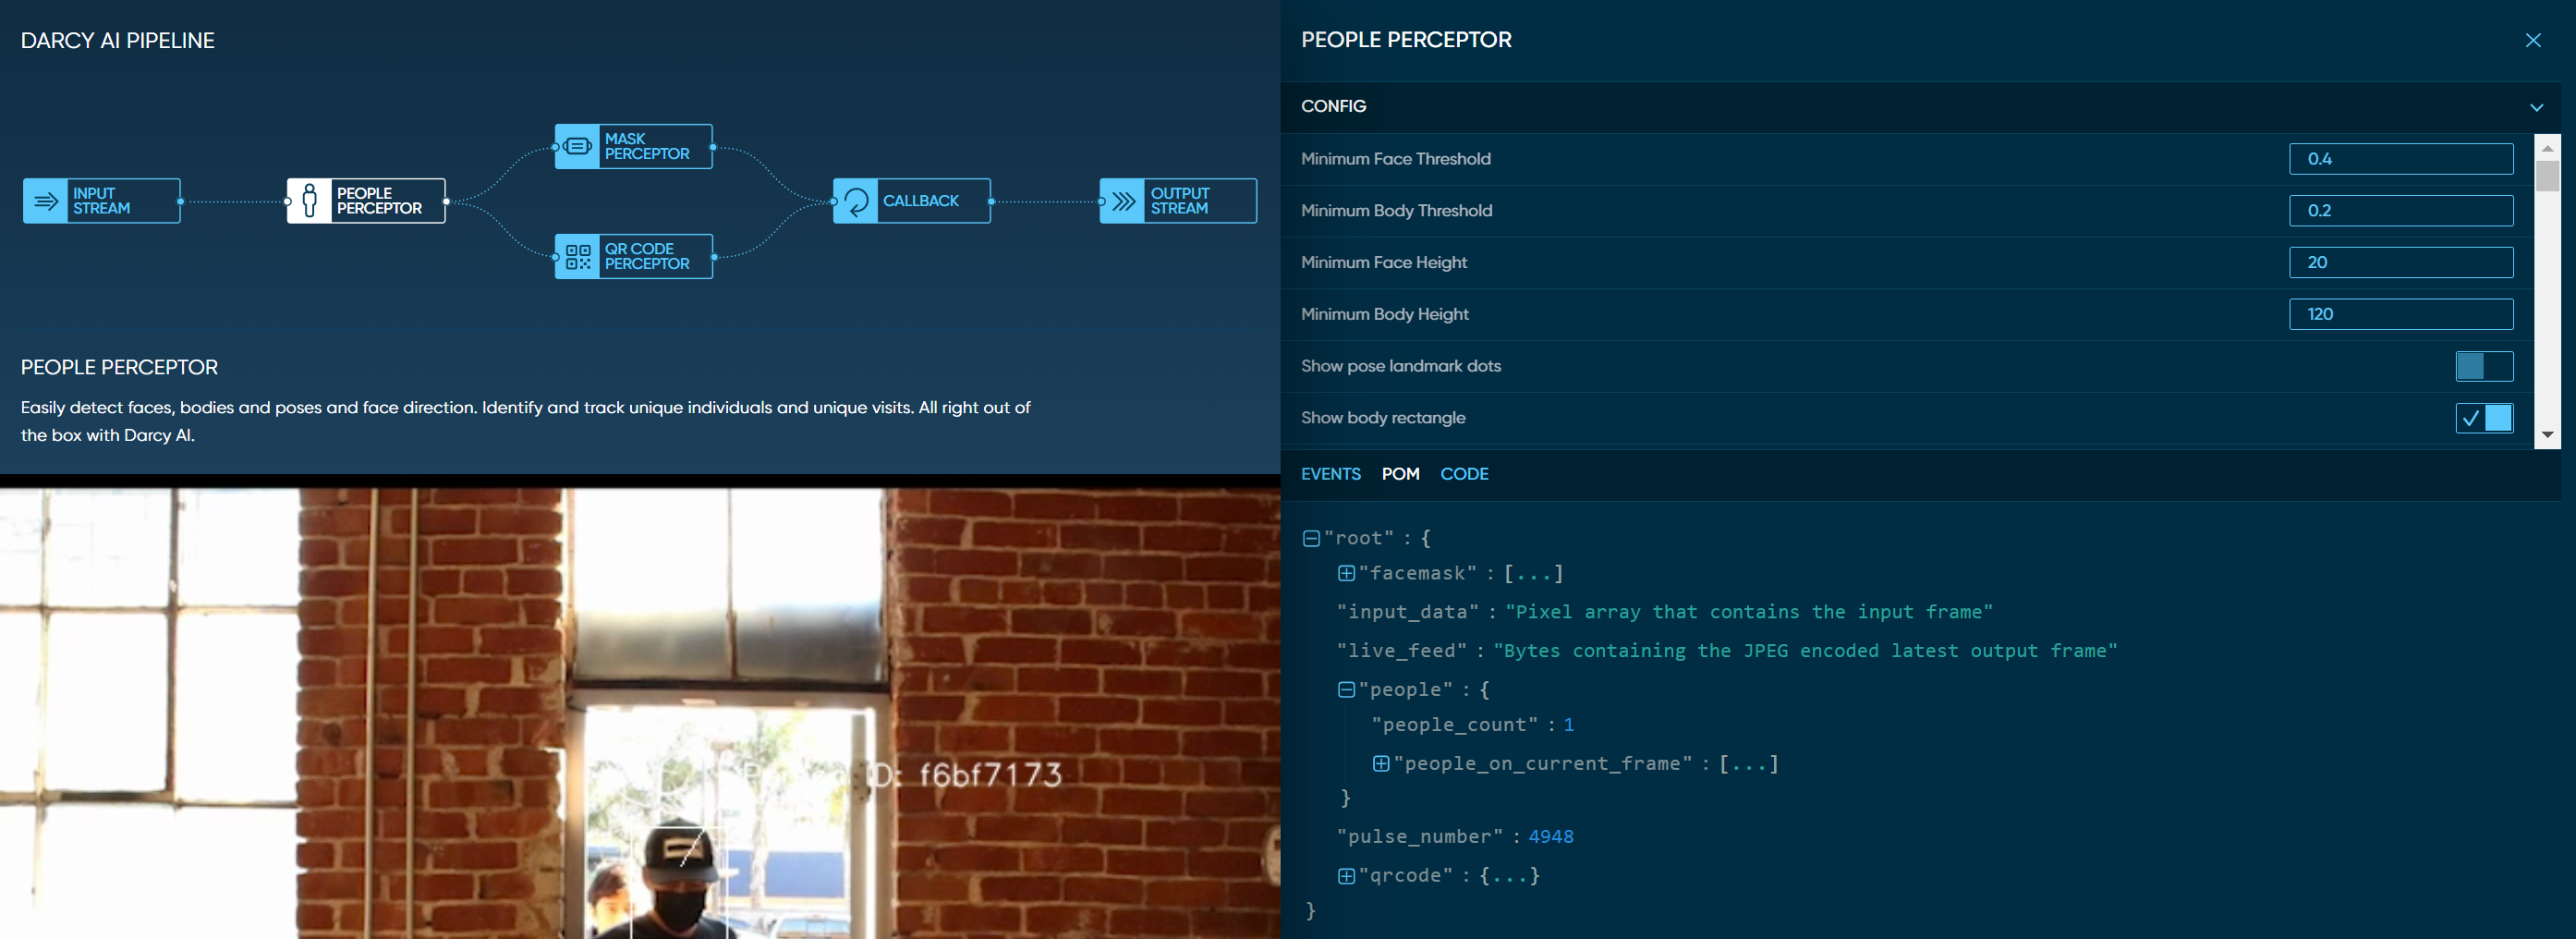 DARCY AI PIPELINE
INPUT
STREAM
PEOPLE
PERCEPTOR
MASK
PERCEPTOR
QR CODE
PERCEPTOR
CALLBACK
OUTPUT
STREAM
PEOPLE PERCEPTOR
Easily detect faces, bodies and poses and face direction. Identify and track unique individuals and unique visits. All right out of
the box with Darcy AI.
ID: f6bf7173
PEOPLE PERCEPTOR
CONFIG
Minimum Face Threshold 0.4
Minimum Body Threshold 0.2
Minimum Face Height 20
Minimum Body Height 120
Show pose landmark dots
Show body rectangle
EVENTS POM CODE
"root" : {
"facemask" : [...]
"input_data" : "Pixel array that contains the input frame"
"live_feed" : "Bytes containing the JPEG encoded latest output frame"
"people" : {
"people_count" : 1
"people_on_current_frame" : [...]
}
"pulse_number" : 4948
"qrcode" : {...}
}